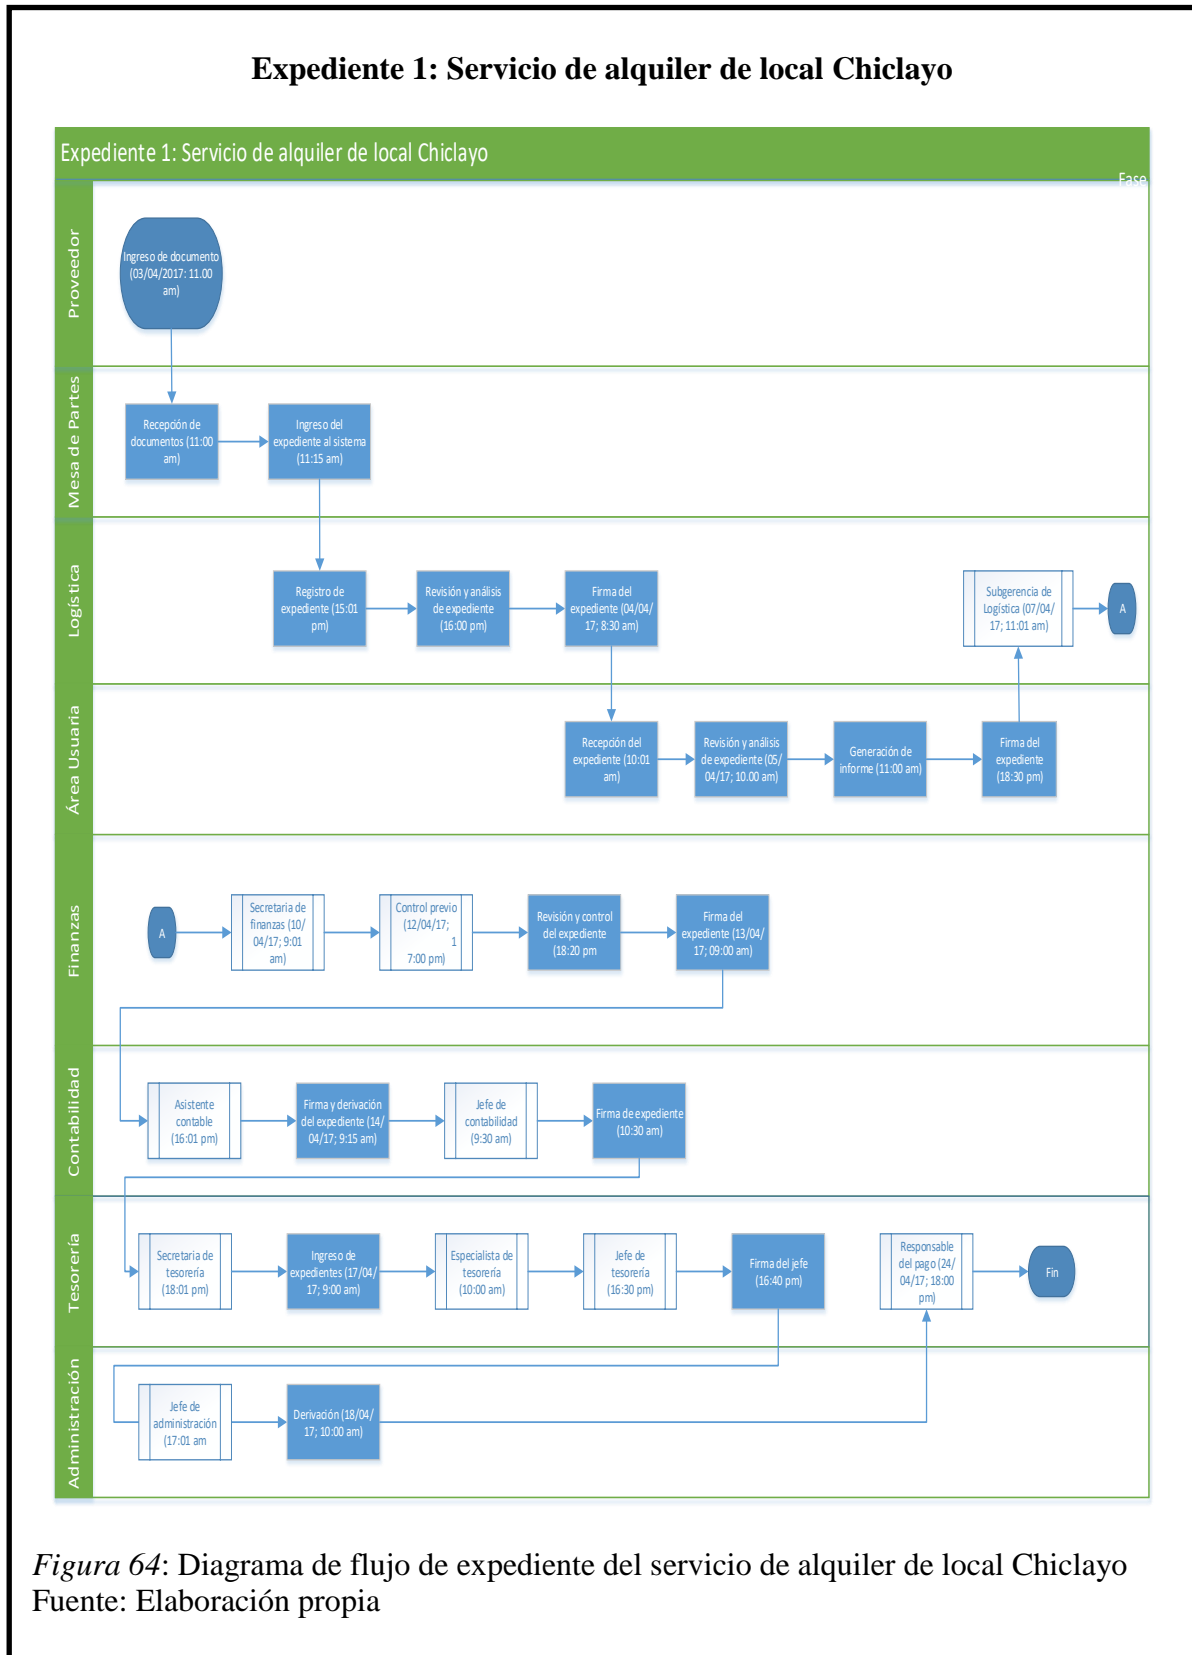 Expediente 1: Servicio de alquiler de local Chiclayo
Expediente 1: Servicio de alquiler de local Chiclayo
Fase
Proveedor
Ingreso de documento
(03/04/2017: 11.00
am)
Mesa de Partes
Recepción de
documentos (11:00
am)
Ingreso del
expediente al sistema
(11:15 am)
Logística
Registro de
expediente (15:01
pm)
Revisión y análisis
de expediente
(16:00 pm)
Firma del
expediente (04/04/
17; 8:30 am)
Subgerencia de
Logística (07/04/
17; 11:01 am)
A
Área Usuaria
Recepción del
expediente (10:01
am)
Revisión y análisis
de expediente (05/
04/17; 10.00 am)
Generación de
informe (11:00 am)
Firma del
expediente
(18:30 pm)
Finanzas
A
Secretaria de
finanzas (10/
04/17; 9:01
am)
Control previo
(12/04/17;
1
7:00 pm)
Revisión y control
del expediente
(18:20 pm
Firma del
expediente (13/04/
17; 09:00 am)
Contabilidad
Asistente
contable
(16:01 pm)
Firma y derivación
del expediente (14/
04/17; 9:15 am)
Jefe de
contabilidad
(9:30 am)
Firma de expediente
(10:30 am)
Tesorería
Secretaria de
tesorería
(18:01 pm)
Ingreso de
expedientes (17/04/
17; 9:00 am)
Especialista de
tesorería
(10:00 am)
Jefe de
tesorería
(16:30 pm)
Firma del jefe
(16:40 pm)
Responsable
del pago (24/
04/17; 18:00
pm)
Fin
Administración
Jefe de
administración
(17:01 am
Derivación (18/04/
17; 10:00 am)
Figura 64: Diagrama de flujo de expediente del servicio de alquiler de local Chiclayo
Fuente: Elaboración propia